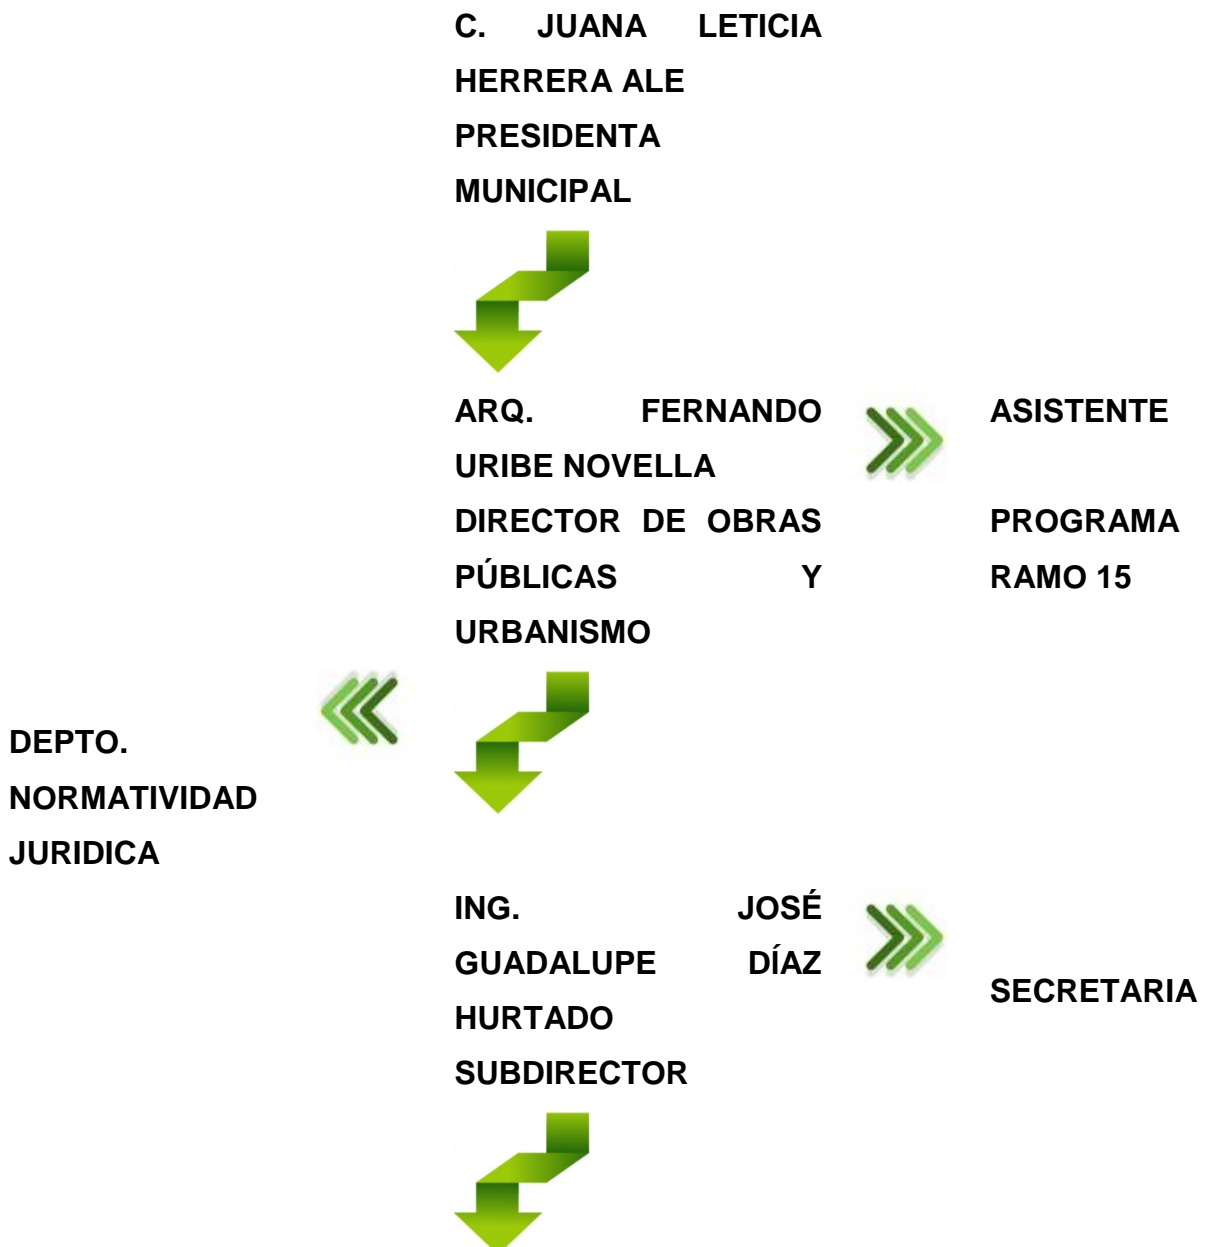 C. JUANA LETICIA
HERRERA ALE
PRESIDENTA
MUNICIPAL
ARQ. FERNANDO
URIBE NOVELLA
DIRECTOR DE OBRAS
PÚBLICAS Y
URBANISMO
ASISTENTE
PROGRAMA
RAMO 15
DEPTO.
NORMATIVIDAD
JURIDICA
ING. JOSÉ
GUADALUPE DÍAZ
HURTADO
SUBDIRECTOR
SECRETARIA